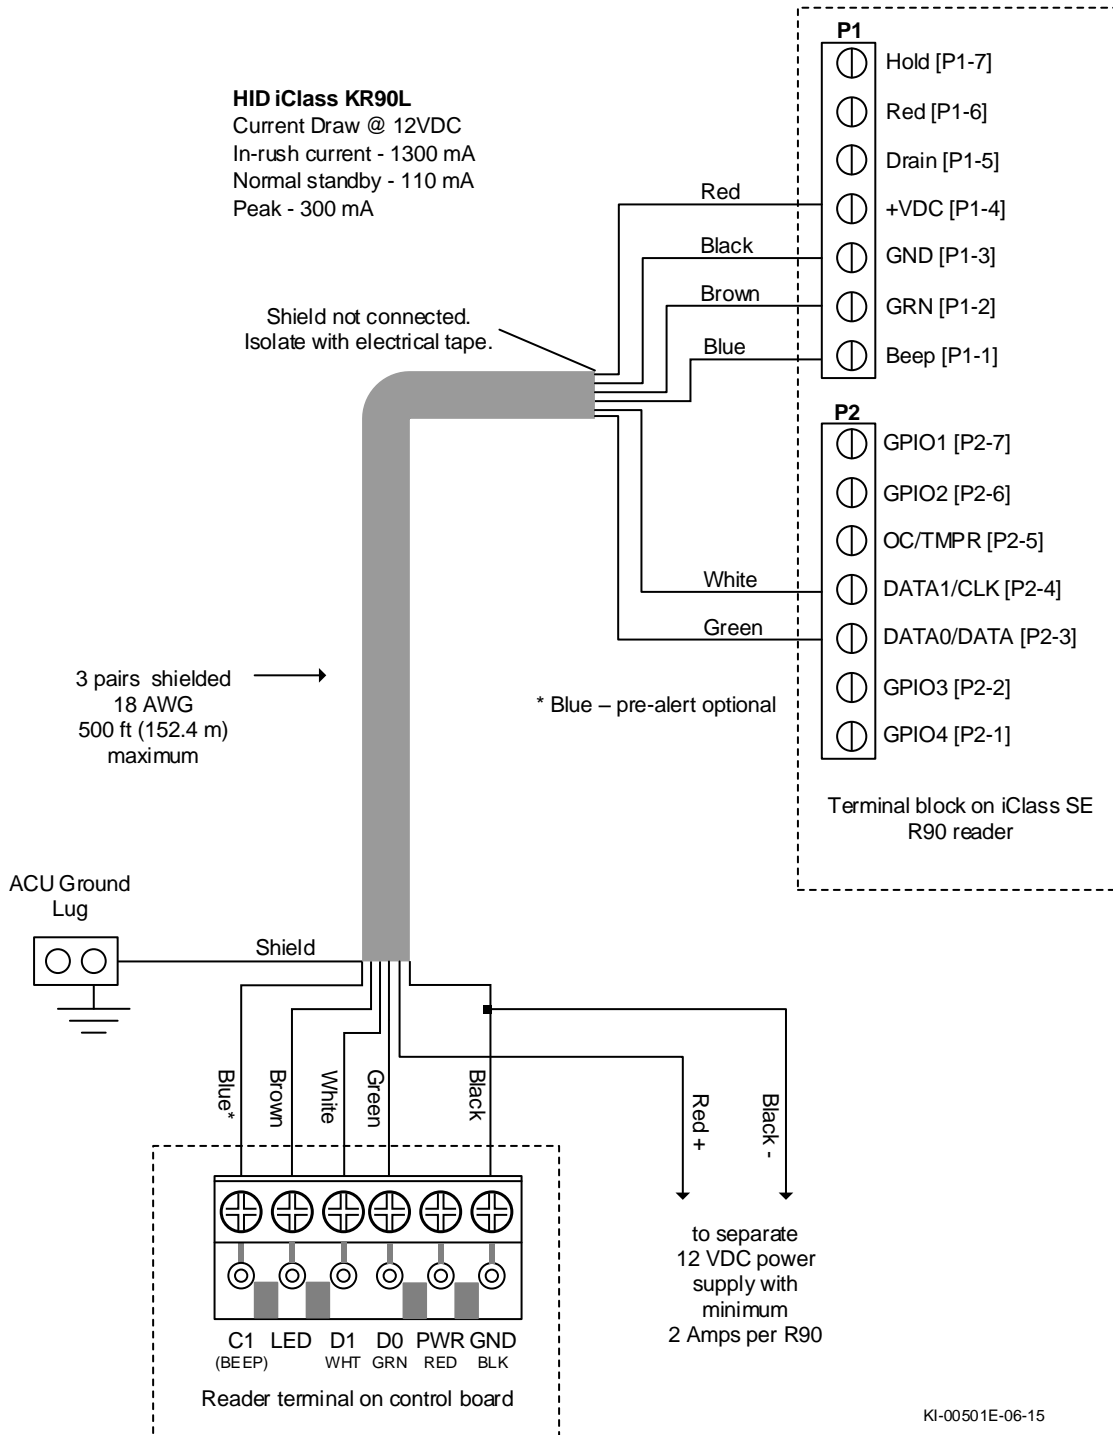 P1
Hold [P1-7]
Red [P1-6]
Drain [P1-5]
+VDC [P1-4]
GND [P1-3]
GRN [P1-2]
Beep [P1-1]
HID iClass KR90L
Current Draw @ 12VDC
In-rush current - 1300 mA
Normal standby - 110 mA
Peak - 300 mA
Red
Black
Brown
Blue
Shield not connected.
Isolate with electrical tape.
P2
GPIO1 [P2-7]
GPIO2 [P2-6]
OC/TMPR [P2-5]
DATA1/CLK [P2-4]
DATA0/DATA [P2-3]
GPIO3 [P2-2]
GPIO4 [P2-1]
White
Green
3 pairs shielded
18 AWG
500 ft (152.4 m)
maximum
* Blue – pre-alert optional
Terminal block on iClass SE
R90 reader
ACU Ground
Lug
Shield
Blue*
Brown
White
Green
Black
Red +
Black -
to separate
12 VDC power
supply with
minimum
2 Amps per R90
C1 LED D1 D0 PWR GND
(BEEP) WHT GRN RED BLK
Reader terminal on control board
KI-00501E-06-15